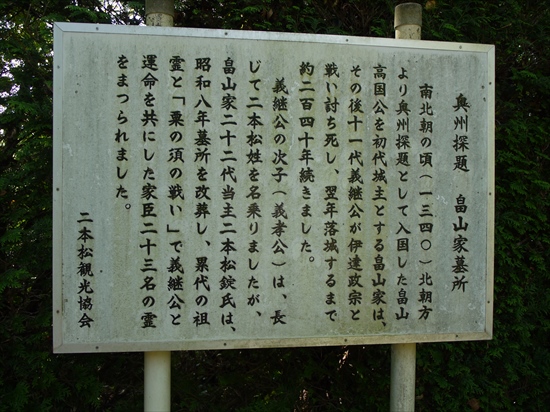 奥州探題　畠山家墓所
南北朝の頃（一三四〇）北朝方
より奥州探題として入国した畠山
高国公を初代城主とする畠山家は、
その後十一代義継公が伊達政宗と
戦い討ち死し、翌年落城するまで
約二百四十年続きました。
義継公の次子（義孝公）は、長
じて二本松姓を名乗りましたが、
畠山家二十二代当主二本松錠氏は、
昭和八年墓所を改葬し、累代の祖
霊と「粟の須の戦い」で義継公と
運命を共にした家臣二十三名の霊
をまつられました。
二本松観光協会